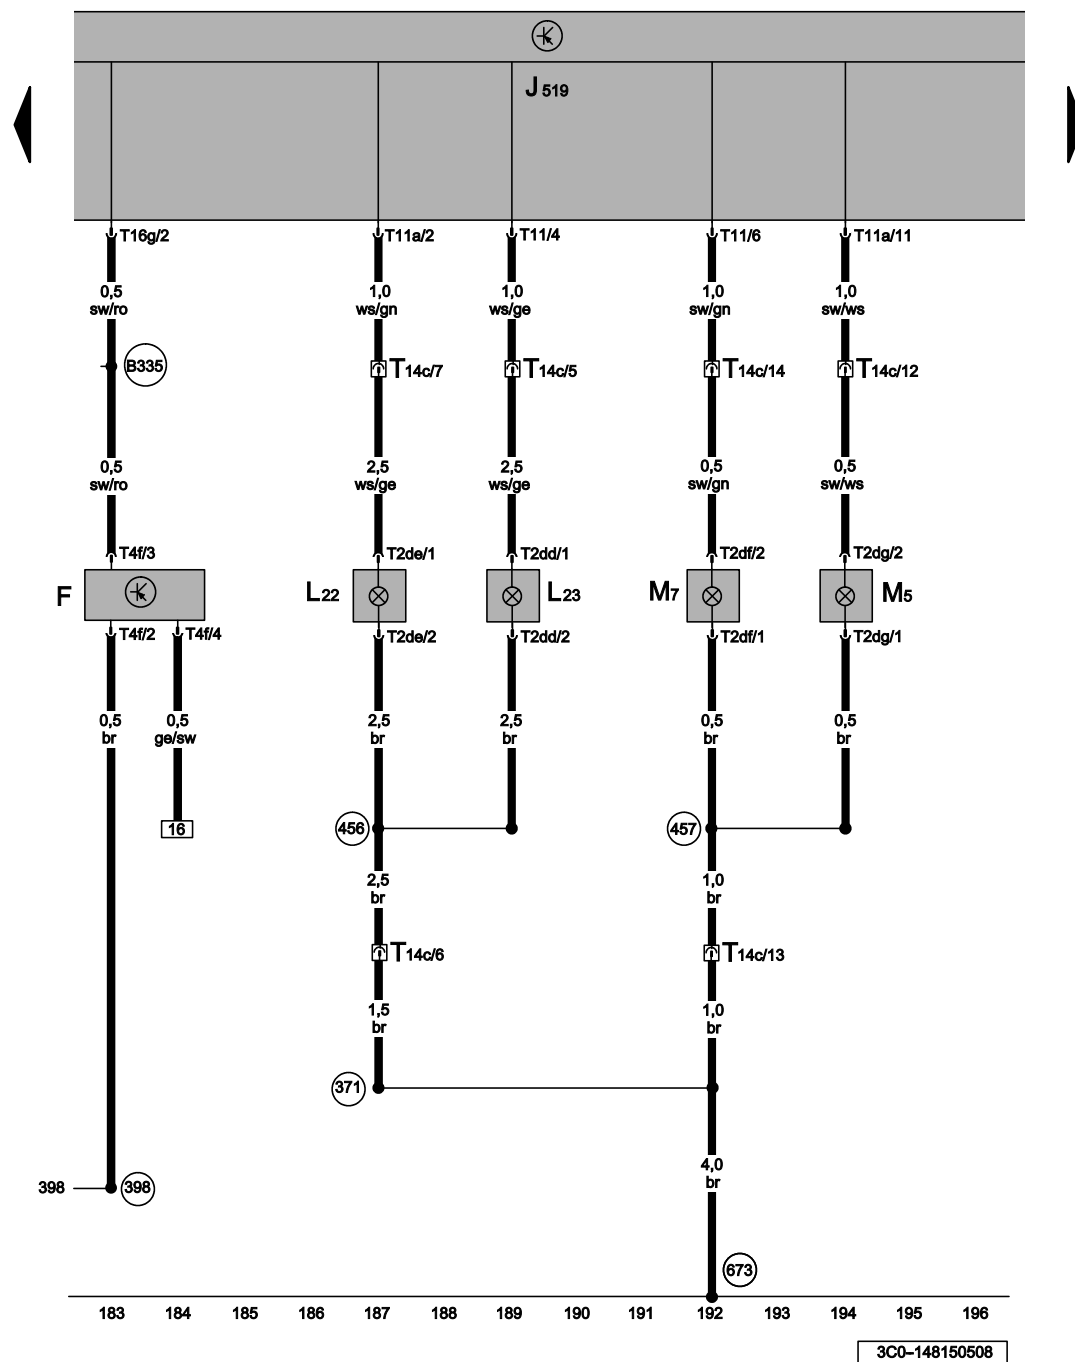 J 519
T16g/2 T11a/2 T11/4 T11/6 T11a/11
0,5 1,0 1,0 1,0 1,0
sw/ro ws/gn ws/ge sw/gn sw/ws
B335 T14c/7 T14c/5 T14c/14 T14c/12
0,5 2,5 2,5 0,5 0,5
sw/ro ws/ge ws/ge sw/gn sw/ws
T4f/3 T2de/1 T2dd/1 T2df/2 T2dg/2
F L22 L23 M7 M5
T4f/2 T4f/4 T2de/2 T2dd/2 T2df/1 T2dg/1
0,5 0,5 2,5 2,5 0,5 0,5
br ge/sw br br br br
16 456 457
2,5 1,0
br br
T14c/6 T14c/13
1,5 1,0
br br
371
4,0
br
398 398
673
183 184 185 186 187 188 189 190 191 192 193 194 195 196
3C0-148150508